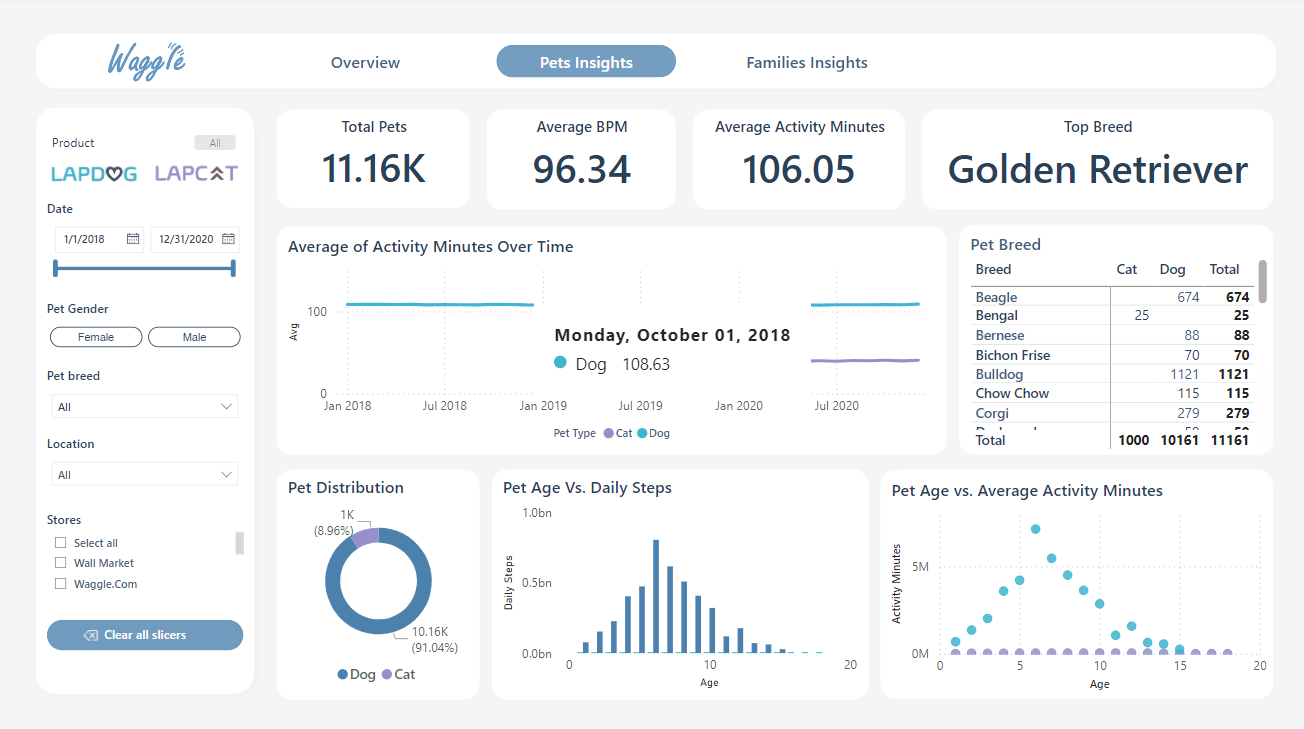 Waggle
Overview
Pets Insights
Families Insights
Product
All
LAPDOG
LAPCAT
Date
1/1/2018
12/31/2020
Pet Gender
Female
Male
Pet breed
All
Location
All
Stores
Select all
Wall Market
Waggle.Com
Clear all slicers
Total Pets
11.16K
Average BPM
96.34
Average Activity Minutes
106.05
Top Breed
Golden Retriever
Average of Activity Minutes Over Time
Avg
100
0
Monday, October 01, 2018
Dog 108.63
Jan 2018 Jul 2018 Jan 2019 Jul 2019 Jan 2020 Jul 2020
Pet Type Cat Dog
Pet Breed
Breed Cat Dog Total
Beagle 674 674
Bengal 25 25
Bernese 88 88
Bichon Frise 70 70
Bulldog 1121 1121
Chow Chow 115 115
Corgi 279 279
Total 1000 10161 11161
Pet Distribution
1K
(8.96%)
10.16K
(91.04%)
Dog Cat
Pet Age Vs. Daily Steps
Daily Steps
1.0bn
0.5bn
0.0bn
0 10 20
Age
Pet Age vs. Average Activity Minutes
Activity Minutes
5M
0M
0 5 10 15 20
Age